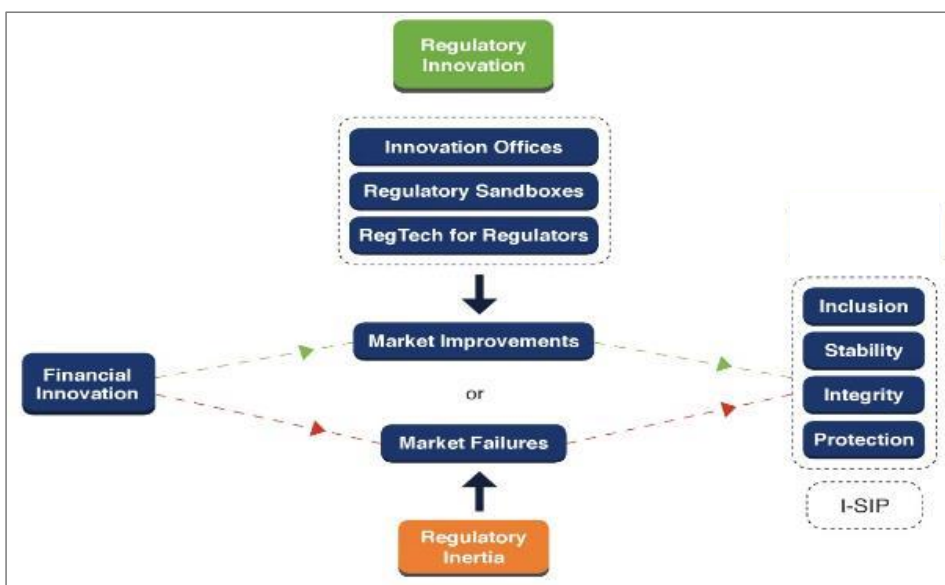 Regulatory
Innovation
Innovation Offices
Regulatory Sandboxes
RegTech for Regulators
Market Improvements
Financial
Innovation
or
Market Failures
Regulatory
Inertia
Inclusion
Stability
Integrity
Protection
I-SIP